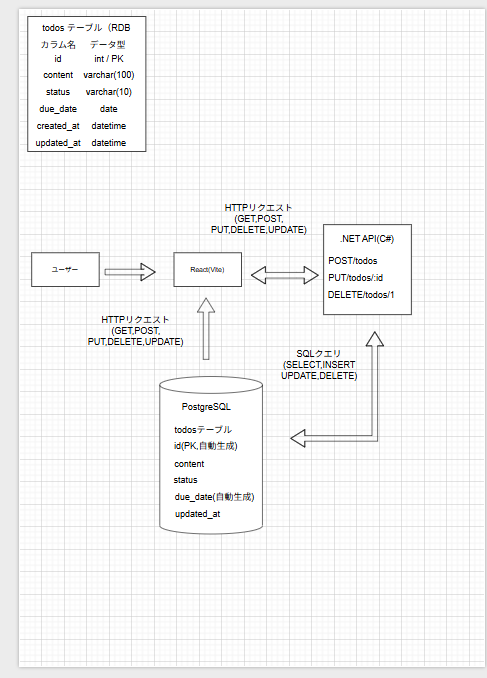 todos テーブル（RDB
カラム名 データ型
id int / PK
content varchar(100)
status varchar(10)
due_date date
created_at datetime
updated_at datetime
HTTPリクエスト
(GET,POST,
PUT,DELETE,UPDATE)
.NET API(C#)
POST/todos
PUT/todos/:id
DELETE/todos/1
ユーザー
React(Vite)
HTTPリクエスト
(GET,POST,
PUT,DELETE,UPDATE)
SQLクエリ
(SELECT,INSERT
UPDATE,DELETE)
PostgreSQL
todosテーブル
id(PK,自動生成)
content
status
due_date(自動生成)
updated_at